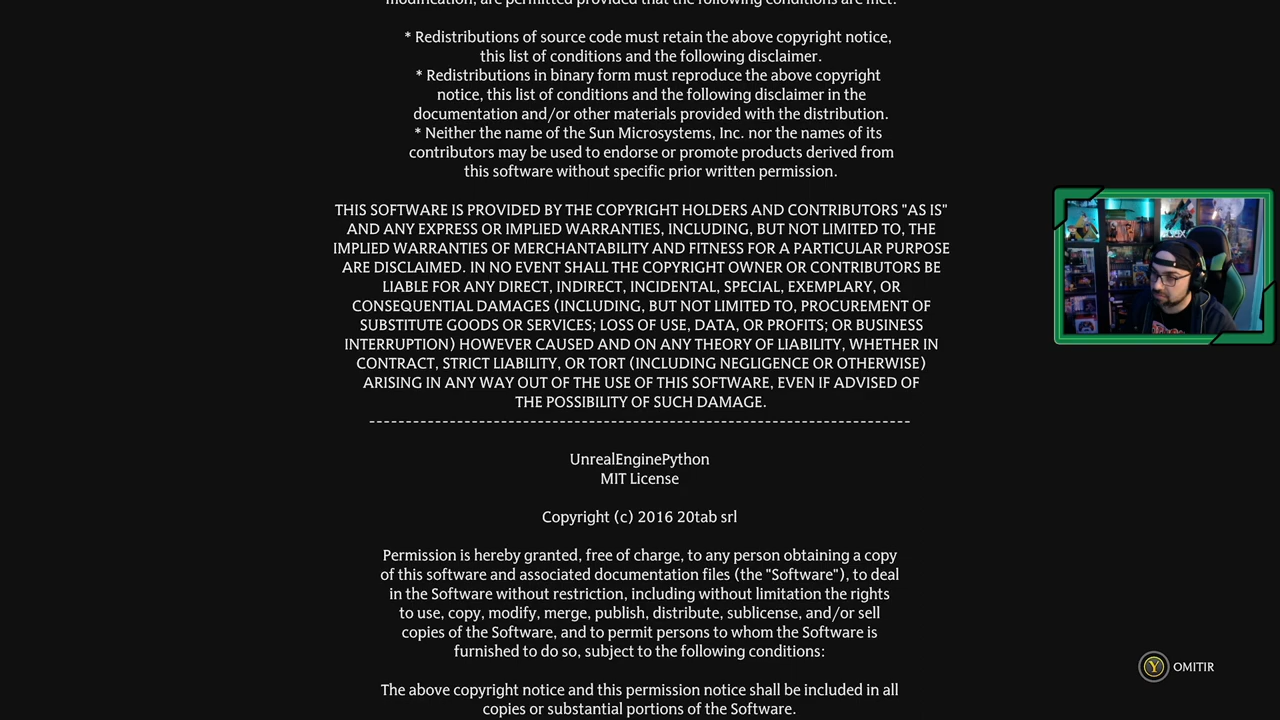 modification, are permitted provided that the following conditions are met:
* Redistributions of source code must retain the above copyright notice,
this list of conditions and the following disclaimer.
* Redistributions in binary form must reproduce the above copyright
notice, this list of conditions and the following disclaimer in the
documentation and/or other materials provided with the distribution.
* Neither the name of the Sun Microsystems, Inc. nor the names of its
contributors may be used to endorse or promote products derived from
this software without specific prior written permission.
THIS SOFTWARE IS PROVIDED BY THE COPYRIGHT HOLDERS AND CONTRIBUTORS "AS IS"
AND ANY EXPRESS OR IMPLIED WARRANTIES, INCLUDING, BUT NOT LIMITED TO, THE
IMPLIED WARRANTIES OF MERCHANTABILITY AND FITNESS FOR A PARTICULAR PURPOSE
ARE DISCLAIMED. IN NO EVENT SHALL THE COPYRIGHT OWNER OR CONTRIBUTORS BE
LIABLE FOR ANY DIRECT, INDIRECT, INCIDENTAL, SPECIAL, EXEMPLARY, OR
CONSEQUENTIAL DAMAGES (INCLUDING, BUT NOT LIMITED TO, PROCUREMENT OF
SUBSTITUTE GOODS OR SERVICES; LOSS OF USE, DATA, OR PROFITS; OR BUSINESS
INTERRUPTION) HOWEVER CAUSED AND ON ANY THEORY OF LIABILITY, WHETHER IN
CONTRACT, STRICT LIABILITY, OR TORT (INCLUDING NEGLIGENCE OR OTHERWISE)
ARISING IN ANY WAY OUT OF THE USE OF THIS SOFTWARE, EVEN IF ADVISED OF
THE POSSIBILITY OF SUCH DAMAGE.
--------------------------------------------------------------------------
UnrealEnginePython
MIT License
Copyright (c) 2016 20tab srl
Permission is hereby granted, free of charge, to any person obtaining a copy
of this software and associated documentation files (the "Software"), to deal
in the Software without restriction, including without limitation the rights
to use, copy, modify, merge, publish, distribute, sublicense, and/or sell
copies of the Software, and to permit persons to whom the Software is
furnished to do so, subject to the following conditions:
The above copyright notice and this permission notice shall be included in all
copies or substantial portions of the Software.
Y OMITIR